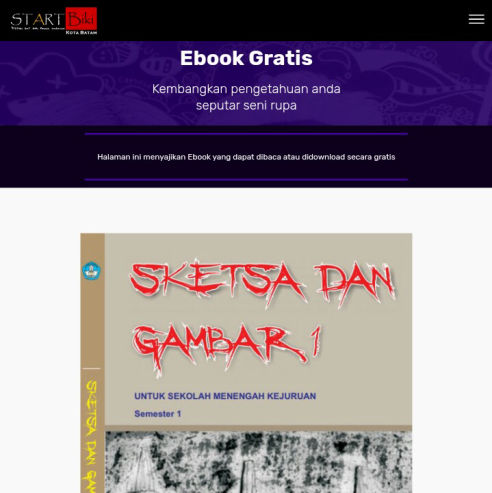 START Biki
KOTA BATAM
Ebook Gratis
Kembangkan pengetahuan anda
seputar seni rupa
Halaman ini menyajikan Ebook yang dapat dibaca atau didownload secara gratis
SKETSA DAN
GAMBAR 1
UNTUK SEKOLAH MENENGAH KEJURUAN
Semester 1
SKETSA DAN GAM